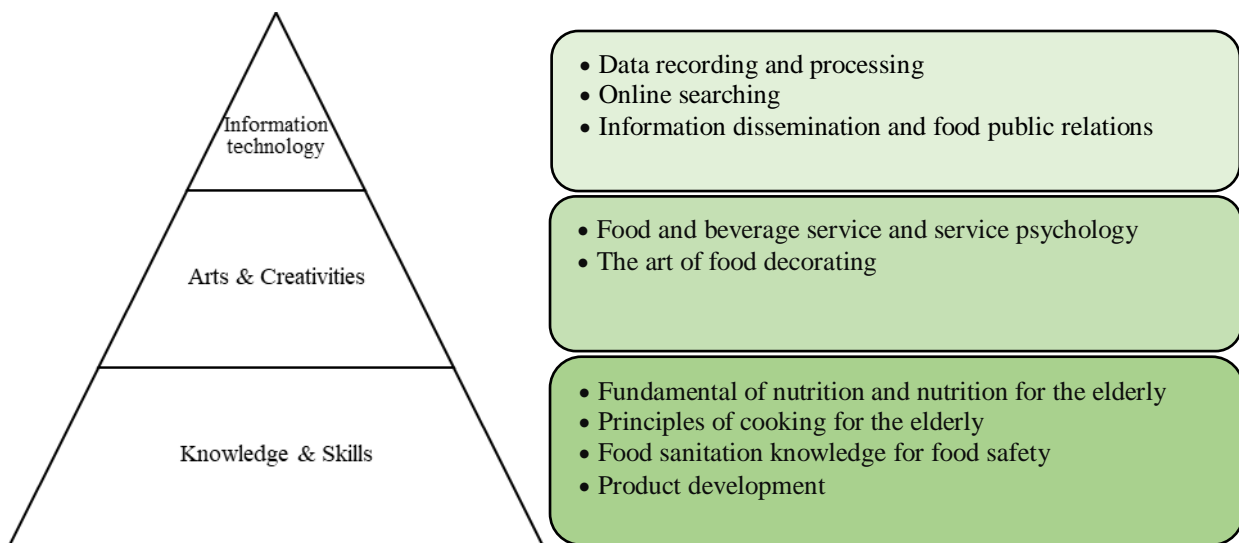 Information
technology
• Data recording and processing
• Online searching
• Information dissemination and food public relations
Arts & Creativities
• Food and beverage service and service psychology
• The art of food decorating
Knowledge & Skills
• Fundamental of nutrition and nutrition for the elderly
• Principles of cooking for the elderly
• Food sanitation knowledge for food safety
• Product development